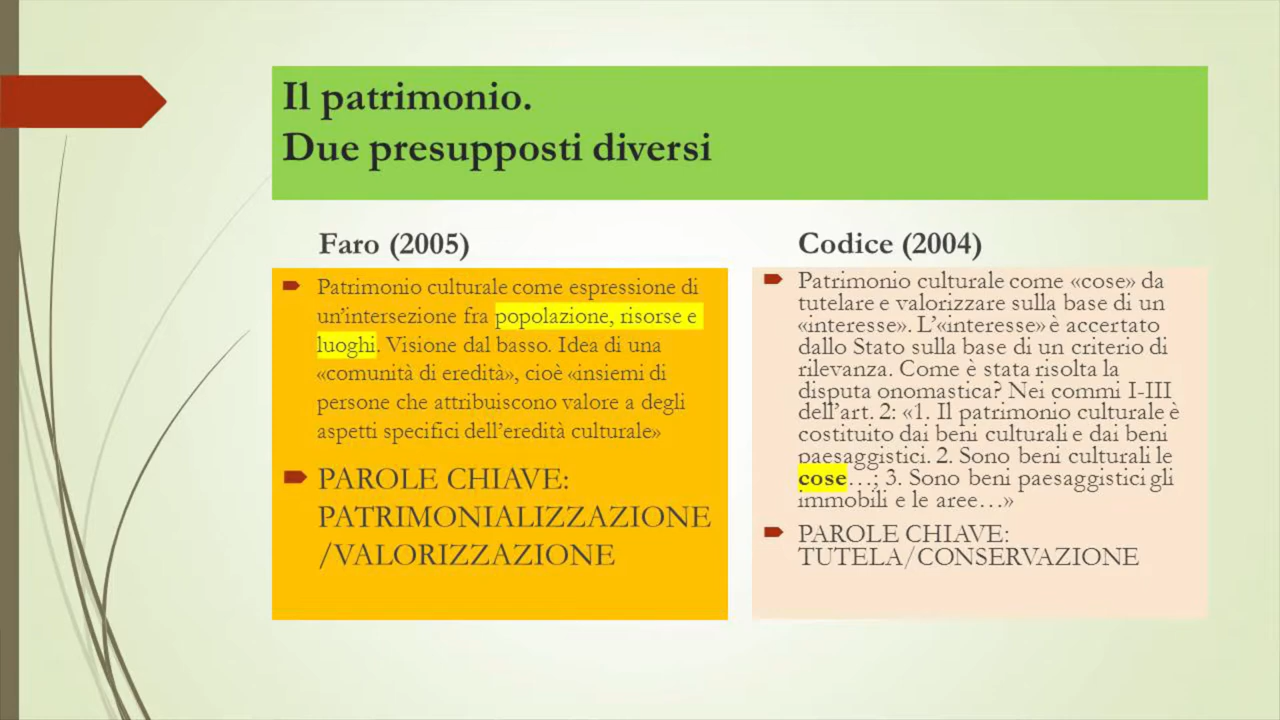 Il patrimonio.
Due presupposti diversi
Faro (2005)
Patrimonio culturale come espressione di
un'intersezione fra popolazione, risorse e
luoghi. Visione dal basso. Idea di una
«comunità di eredità», cioè «insiemi di
persone che attribuiscono valore a degli
aspetti specifici dell'eredità culturale»
PAROLE CHIAVE:
PATRIMONIALIZZAZIONE
/VALORIZZAZIONE
Codice (2004)
Patrimonio culturale come «cose» da
tutelare e valorizzare sulla base di un
«interesse». L'«interesse» è accertato
dallo Stato sulla base di un criterio di
rilevanza. Come è stata risolta la
disputa onomastica? Nei commi I-III
dell'art. 2: «1. Il patrimonio culturale è
costituito dai beni culturali e dai beni
paesaggistici. 2. Sono beni culturali le
cose…; 3. Sono beni paesaggistici gli
immobili e le aree…»
PAROLE CHIAVE:
TUTELA/CONSERVAZIONE